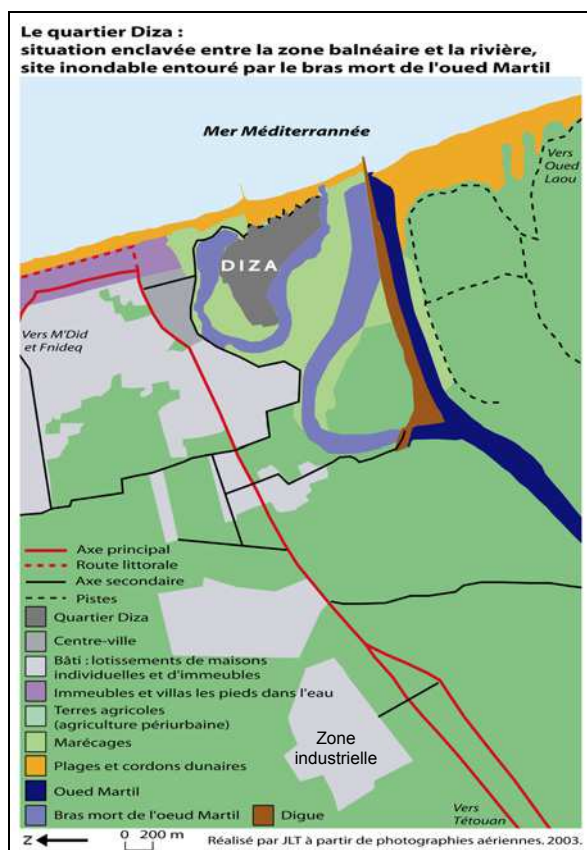 Le quartier Diza :
situation enclavée entre la zone balnéaire et la rivière,
site inondable entouré par le bras mort de l'oued Martil
Mer Méditerrannée
Vers
Oued
Laou
DIZA
Vers M'Did
et Fnideq
Axe principal
Route littorale
Axe secondaire
Pistes
Quartier Diza
Centre-ville
Bâti : lotissements de maisons
individuelles et d'immeubles
Immeubles et villas les pieds dans l'eau
Terres agricoles
(agriculture périurbaine)
Marécages
Plages et cordons dunaires
Oued Martil
Bras mort de l'oeud Martil
Digue
Zone
industrielle
Vers
Tétouan
Z
0 200 m
Réalisé par JLT à partir de photographies aériennes. 2003.